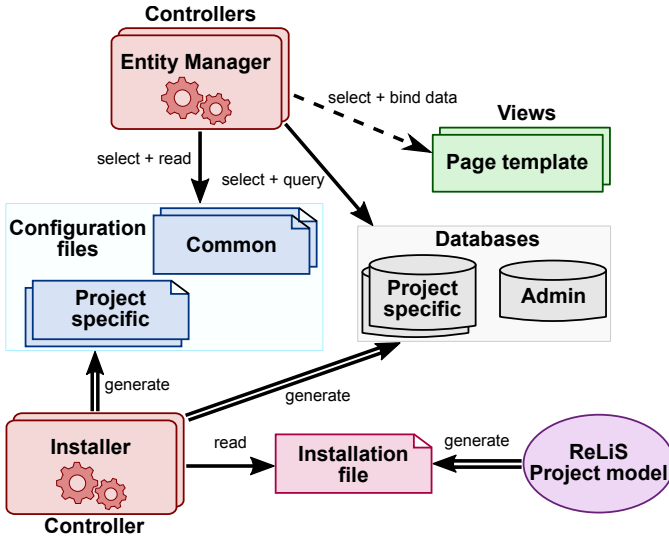 Controllers
Entity Manager
select + bind data
Views
Page template
select + read
select + query
Configuration
files
Common
Project
specific
Databases
Project
specific
Admin
generate
generate
Installer
read
Installation
file
generate
ReLiS
Project model
Controller